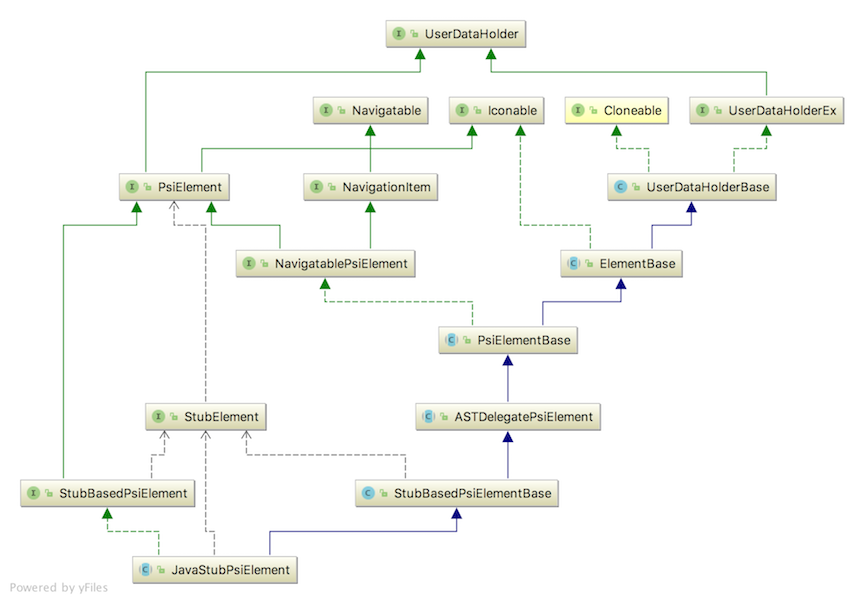 UserDataHolder
Navigatable
Iconable
Cloneable
UserDataHolderEx
PsiElement
NavigationItem
UserDataHolderBase
NavigatablePsiElement
ElementBase
PsiElementBase
StubElement
ASTDelegatePsiElement
StubBasedPsiElement
StubBasedPsiElementBase
JavaStubPsiElement
Powered by yFiles